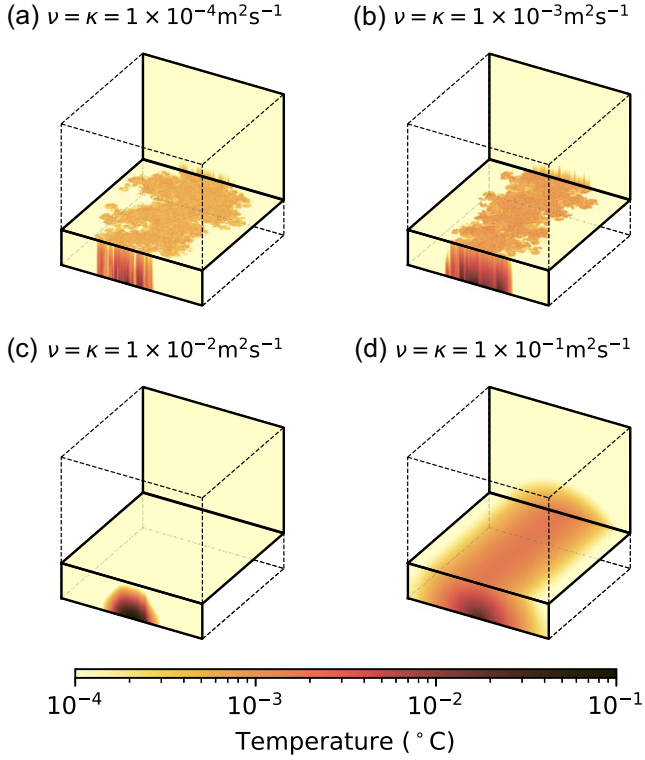 (a) ν = κ = 1 × 10⁻⁴m²s⁻¹
(b) ν = κ = 1 × 10⁻³m²s⁻¹
(c) ν = κ = 1 × 10⁻²m²s⁻¹
(d) ν = κ = 1 × 10⁻¹m²s⁻¹
10⁻⁴ 10⁻³ 10⁻² 10⁻¹
Temperature (°C)